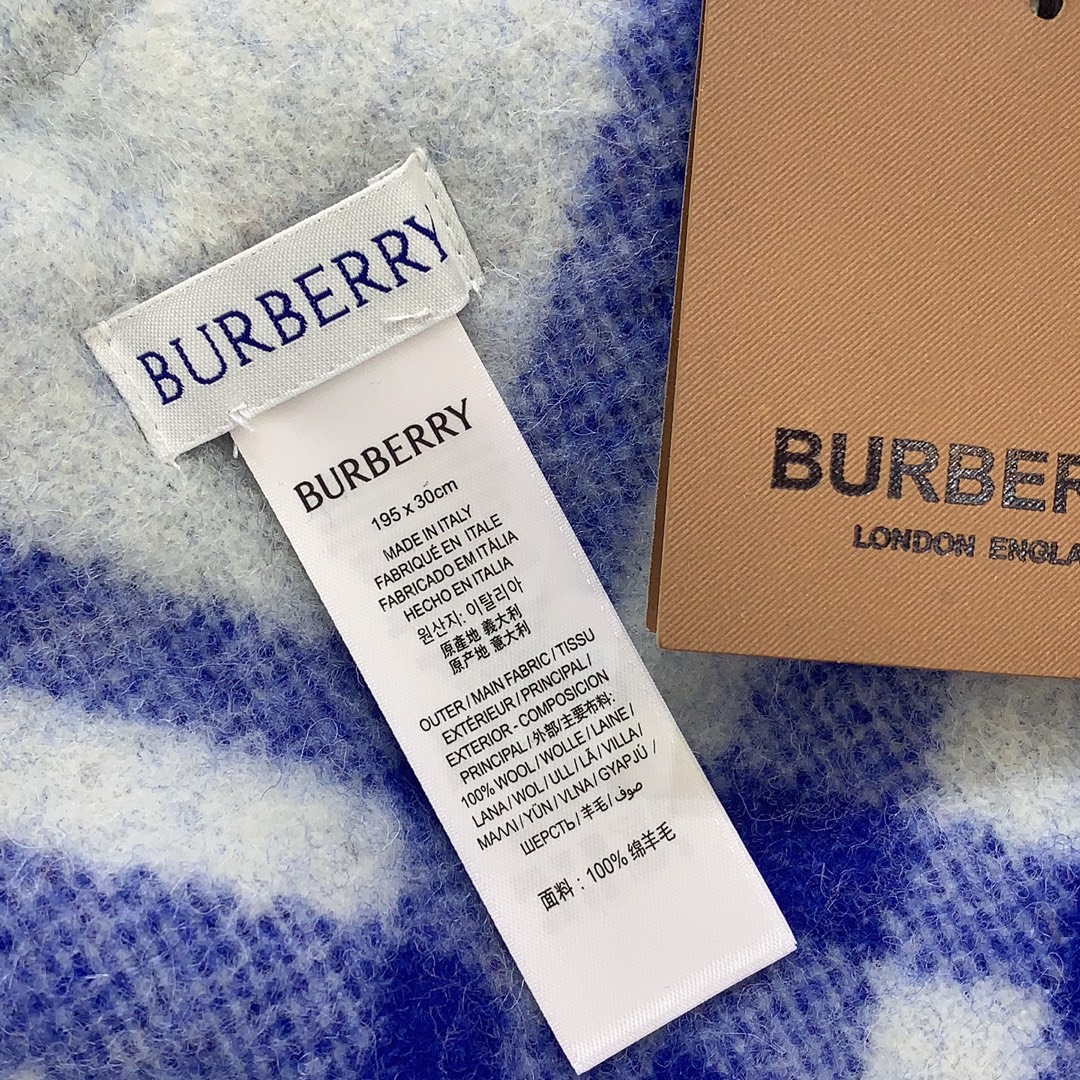 BURBERRY
BURBERRY
195 x 30cm
MADE IN ITALY
FABRIQUÉ EN ITALE
FABRICADO EM ITÁLIA
HECHO EN ITALIA
원산지: 이탈리아
原產地 義大利
原产地 意大利
OUTER / MAIN FABRIC / TISSU
EXTÉRIEUR / PRINCIPAL /
EXTERIOR - COMPOSICION
PRINCIPAL / 外部/主要布料:
100% WOOL / WOLLE / LAINE /
LANA / WOL / ULL / LÃ / VILLA /
ΜΑΛΛΙ / YÜN / VLNA / GYAPJÚ /
ШЕРСТЬ / 羊毛 / صوف
面料：100% 绵羊毛
BURBER
LONDON ENGLA